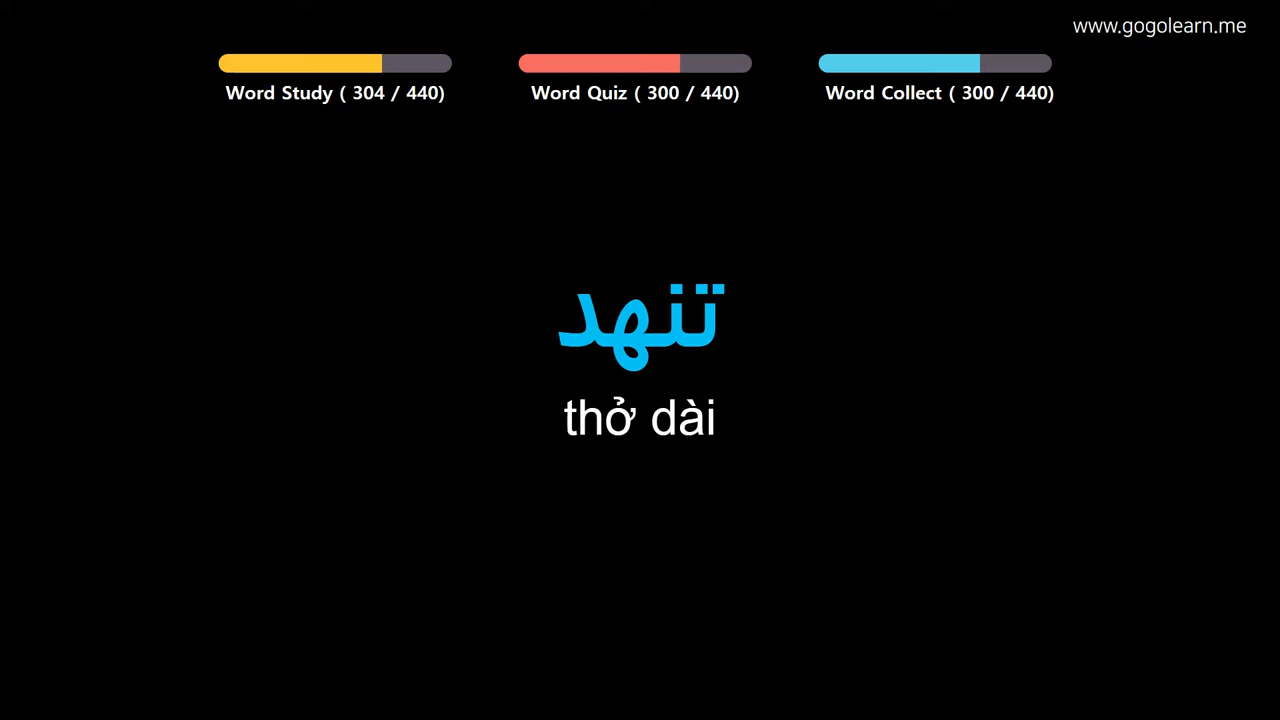 www.gogolearn.me
Word Study ( 304 / 440)
Word Quiz ( 300 / 440)
Word Collect ( 300 / 440)
تنهد
thở dài